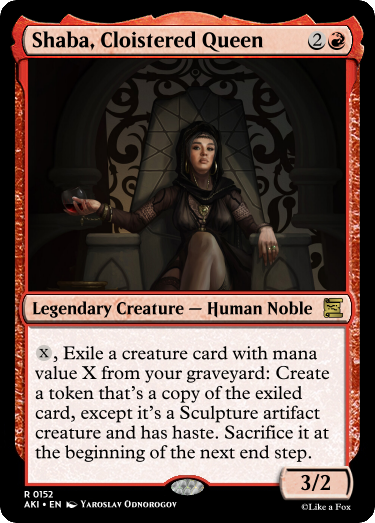 Shaba, Cloistered Queen 2
Legendary Creature — Human Noble
X, Exile a creature card with mana
value X from your graveyard: Create
a token that's a copy of the exiled
card, except it's a Sculpture artifact
creature and has haste. Sacrifice it at
the beginning of the next end step.
3/2
R 0152
AKI • EN Yaroslav Odnorogov
©Like a Fox